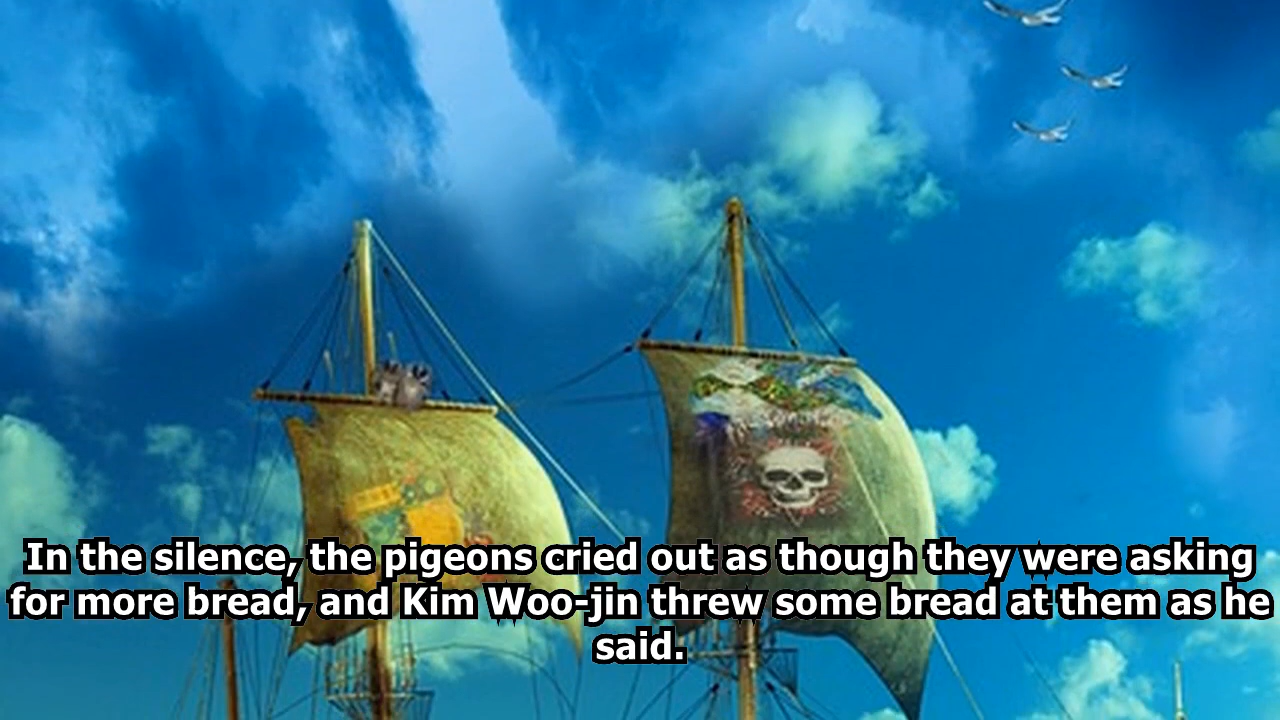 In the silence, the pigeons cried out as though they were asking
for more bread, and Kim Woo-jin threw some bread at them as he
said.